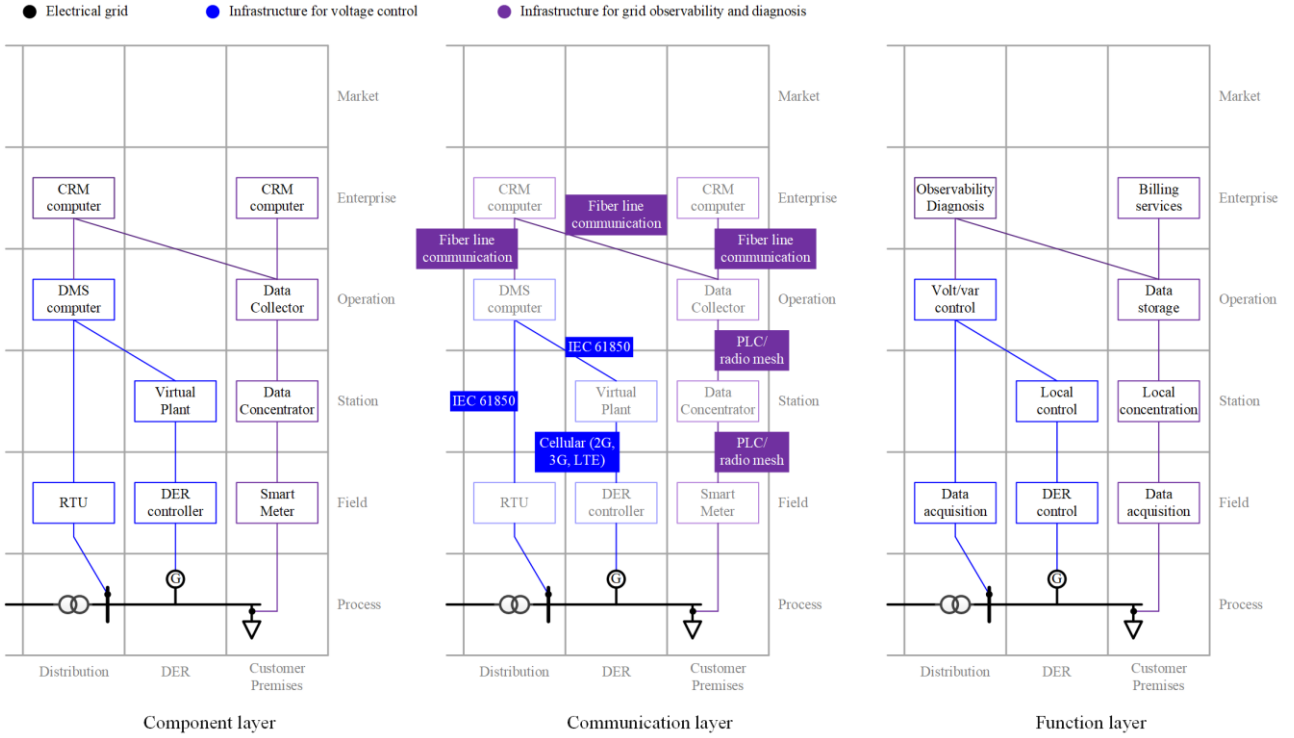 Electrical grid
Infrastructure for voltage control
Infrastructure for grid observability and diagnosis
Market
CRM
computer
CRM
computer
Enterprise
DMS
computer
Data
Collector
Operation
Virtual
Plant
Data
Concentrator
Station
RTU
DER
controller
Smart
Meter
Field
G
Process
Distribution
DER
Customer
Premises
Component layer
Market
CRM
computer
Fiber line
communication
CRM
computer
Enterprise
Fiber line
communication
Fiber line
communication
DMS
computer
Data
Collector
Operation
IEC 61850
PLC/
radio mesh
IEC 61850
Virtual
Plant
Data
Concentrator
Station
Cellular (2G,
3G, LTE)
PLC/
radio mesh
RTU
DER
controller
Smart
Meter
Field
G
Process
Distribution
DER
Customer
Premises
Communication layer
Market
Observability
Diagnosis
Billing
services
Enterprise
Volt/var
control
Data
storage
Operation
Local
control
Local
concentration
Station
Data
acquisition
DER
control
Data
acquisition
Field
G
Process
Distribution
DER
Customer
Premises
Function layer